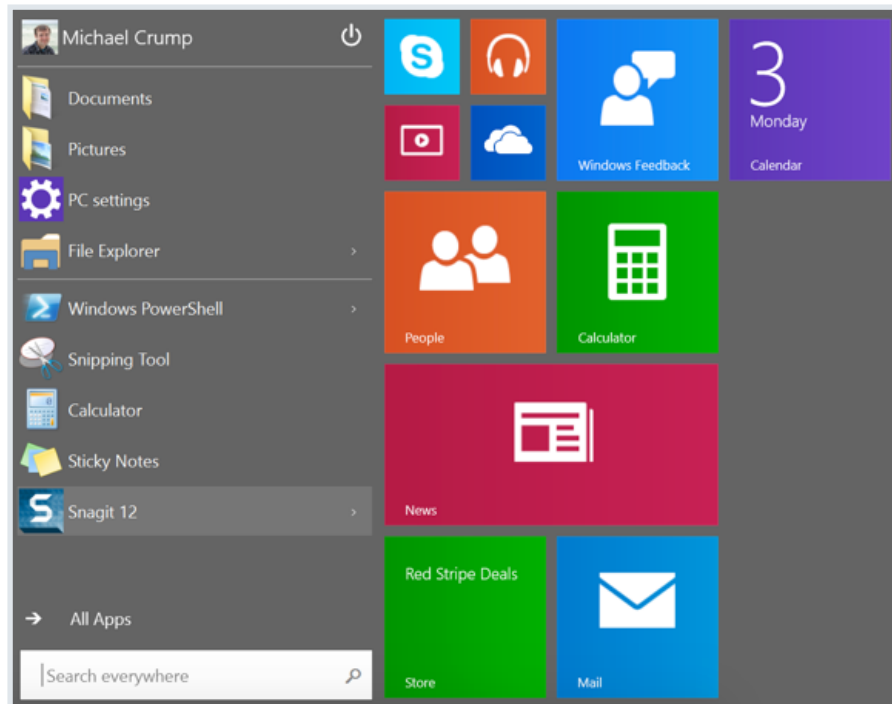 Michael Crump
Documents
Pictures
PC settings
File Explorer
Windows PowerShell
Snipping Tool
Calculator
Sticky Notes
Snagit 12
All Apps
Search everywhere
Windows Feedback
3
Monday
Calendar
People
Calculator
News
Red Stripe Deals
Store
Mail